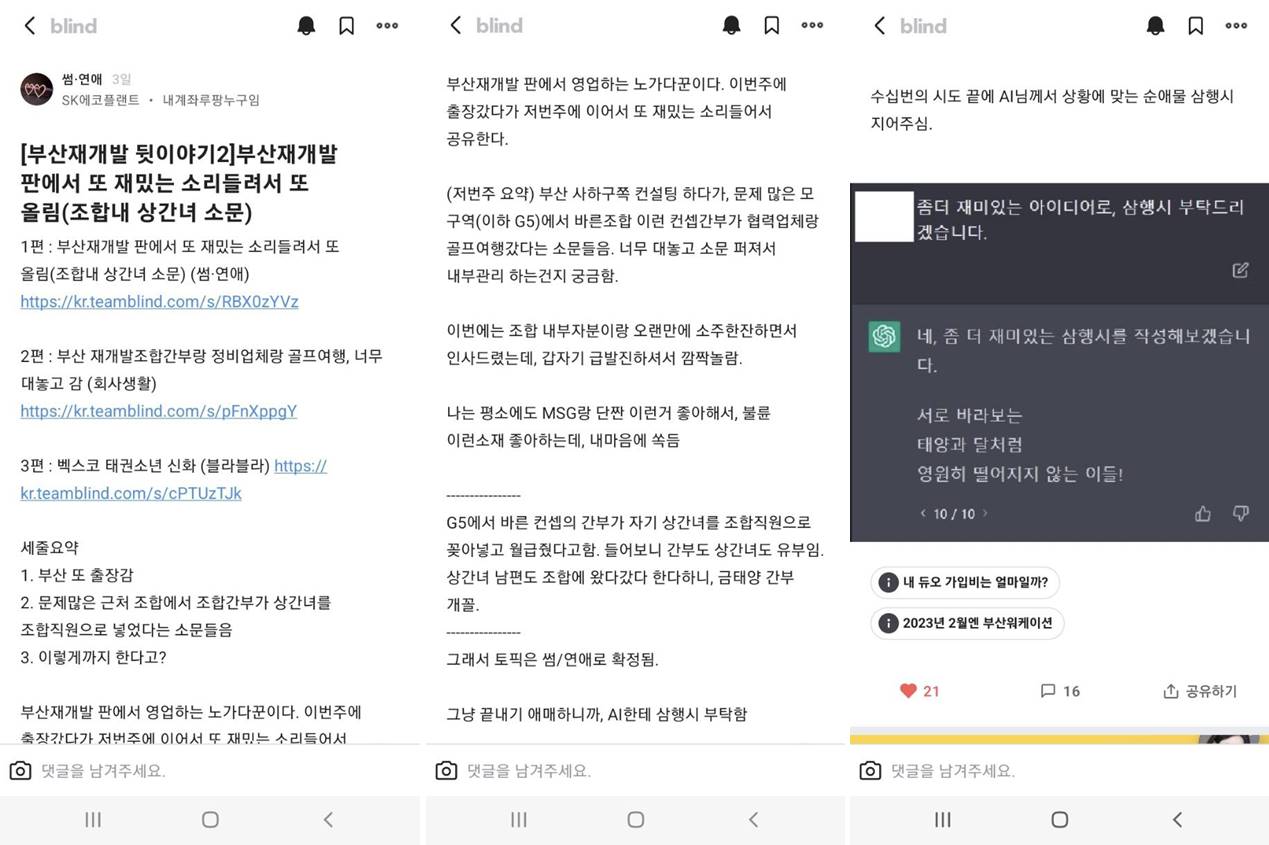 blind
썸·연애 3일
SK에코플랜트 · 내계좌루팡누구임
[부산재개발 뒷이야기2]부산재개발
판에서 또 재밌는 소리들려서 또
올림(조합내 상간녀 소문)
1편 : 부산재개발 판에서 또 재밌는 소리들려서 또
올림(조합내 상간녀 소문) (썸·연애)
https://kr.teamblind.com/s/RBX0zYVz
2편 : 부산 재개발조합간부랑 정비업체랑 골프여행, 너무
대놓고 감 (회사생활)
https://kr.teamblind.com/s/pFnXppgY
3편 : 벡스코 태권소년 신화 (블라블라) https://
kr.teamblind.com/s/cPTUzTJk
세줄요약
1. 부산 또 출장감
2. 문제많은 근처 조합에서 조합간부가 상간녀를
조합직원으로 넣었다는 소문들음
3. 이렇게까지 한다고?
부산재개발 판에서 영업하는 노가다꾼이다. 이번주에
출장갔다가 저번주에 이어서 또 재밌는 소리들어서
댓글을 남겨주세요.
blind
부산재개발 판에서 영업하는 노가다꾼이다. 이번주에
출장갔다가 저번주에 이어서 또 재밌는 소리들어서
공유한다.
(저번주 요약) 부산 사하구쪽 컨설팅 하다가, 문제 많은 모
구역(이하 G5)에서 바른조합 이런 컨셉간부가 협력업체랑
골프여행갔다는 소문들음. 너무 대놓고 소문 퍼져서
내부관리 하는건지 궁금함.
이번에는 조합 내부자분이랑 오랜만에 소주한잔하면서
인사드렸는데, 갑자기 급발진하셔서 깜짝놀람.
나는 평소에도 MSG랑 단짠 이런거 좋아해서, 불륜
이런소재 좋아하는데, 내마음에 쏙듬
----------------
G5에서 바른 컨셉의 간부가 자기 상간녀를 조합직원으로
꽂아넣고 월급줬다고함. 들어보니 간부도 상간녀도 유부임.
상간녀 남편도 조합에 왔다갔다 한다하니, 금태양 간부
개꼴.
----------------
그래서 토픽은 썸/연애로 확정됨.
그냥 끝내기 애매하니까, AI한테 삼행시 부탁함
댓글을 남겨주세요.
blind
수십번의 시도 끝에 AI님께서 상황에 맞는 순애물 삼행시
지어주심.
좀더 재미있는 아이디어로, 삼행시 부탁드리
겠습니다.
네, 좀 더 재미있는 삼행시를 작성해보겠습니
다.
서로 바라보는
태양과 달처럼
영원히 떨어지지 않는 이들!
< 10 / 10 >
내 듀오 가입비는 얼마일까?
2023년 2월엔 부산워케이션
21
16
공유하기
댓글을 남겨주세요.